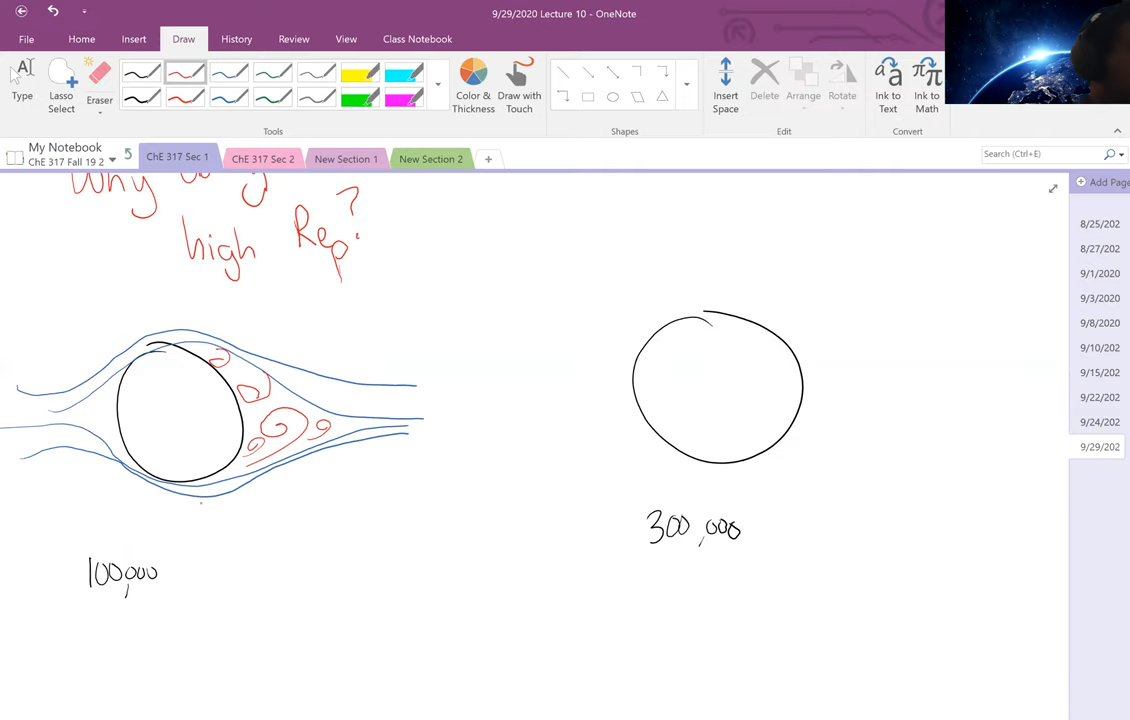 9/29/2020 Lecture 10 - OneNote
File Home Insert Draw History Review View Class Notebook
Type
Lasso Select
Eraser
Color & Thickness
Draw with Touch
Insert Space
Delete
Arrange
Rotate
Ink to Text
Ink to Math
Tools Shapes Edit Convert
My Notebook
ChE 317 Fall 19 2
ChE 317 Sec 1 ChE 317 Sec 2 New Section 1 New Section 2
Search (Ctrl+E)
Add Page
8/25/202
8/27/202
9/1/2020
9/3/2020
9/8/2020
9/10/202
9/15/202
9/22/202
9/24/202
9/29/202
Why
high Rep?
100,000
300,000